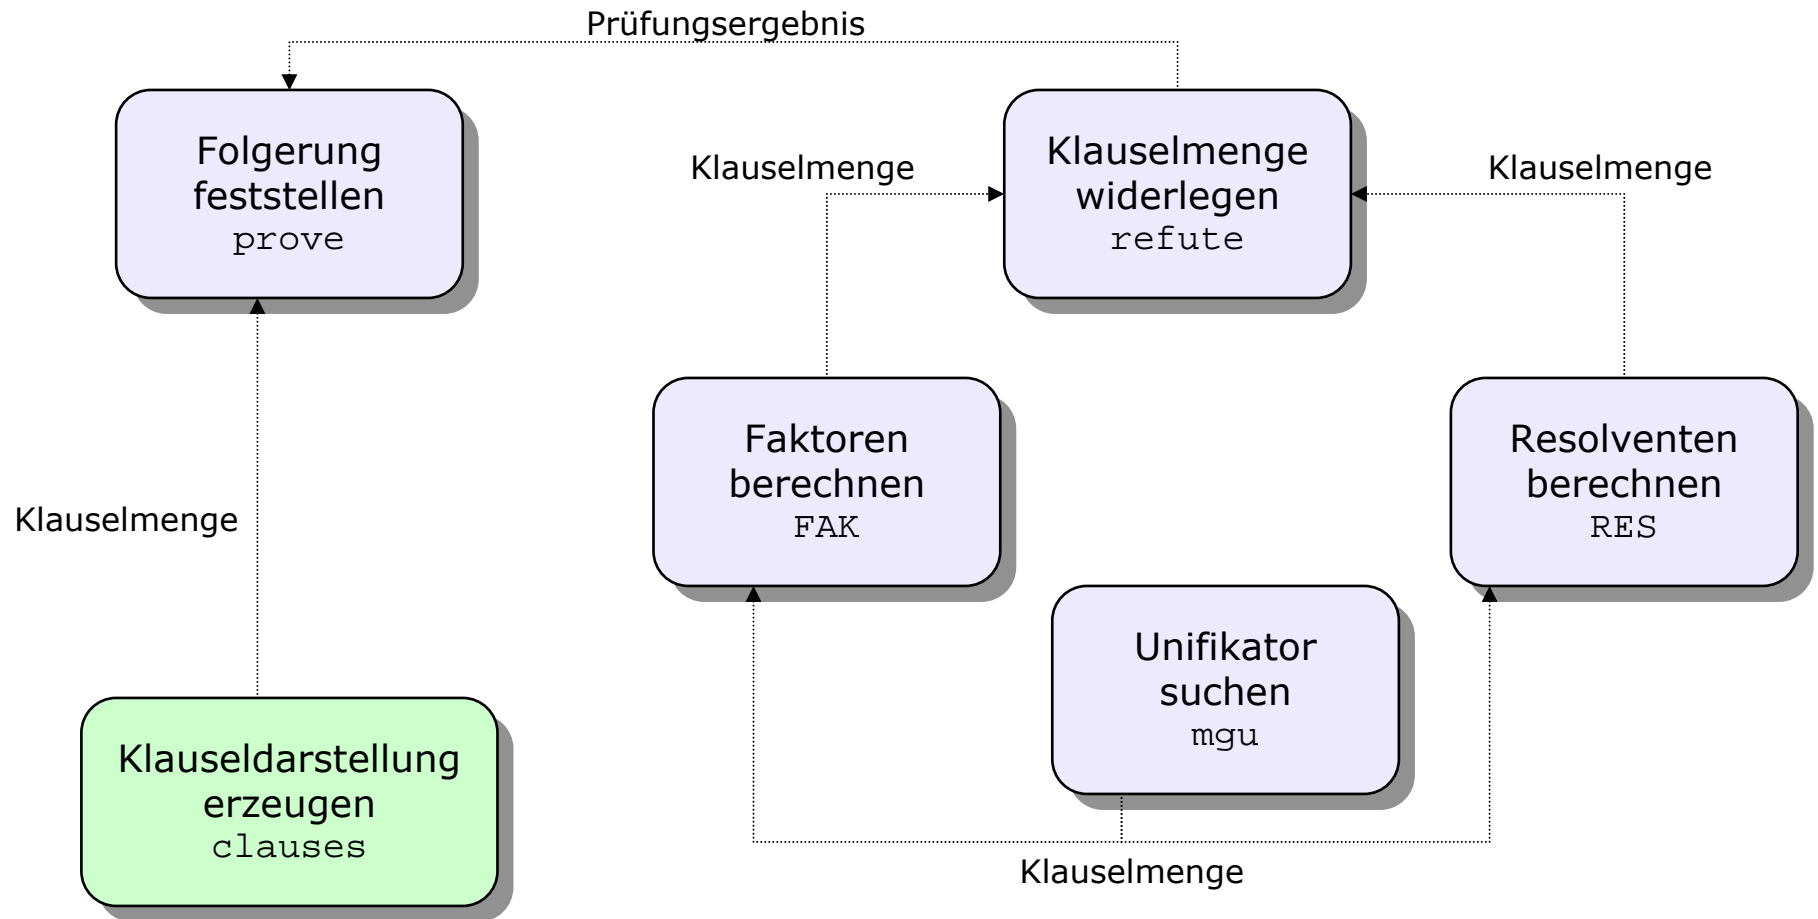 Prüfungsergebnis
Folgerung
feststellen
prove
Klauselmenge
Klauselmenge
widerlegen
refute
Klauselmenge
Faktoren
berechnen
FAK
Resolventen
berechnen
RES
Klauselmenge
Unifikator
suchen
mgu
Klauseldarstellung
erzeugen
clauses
Klauselmenge